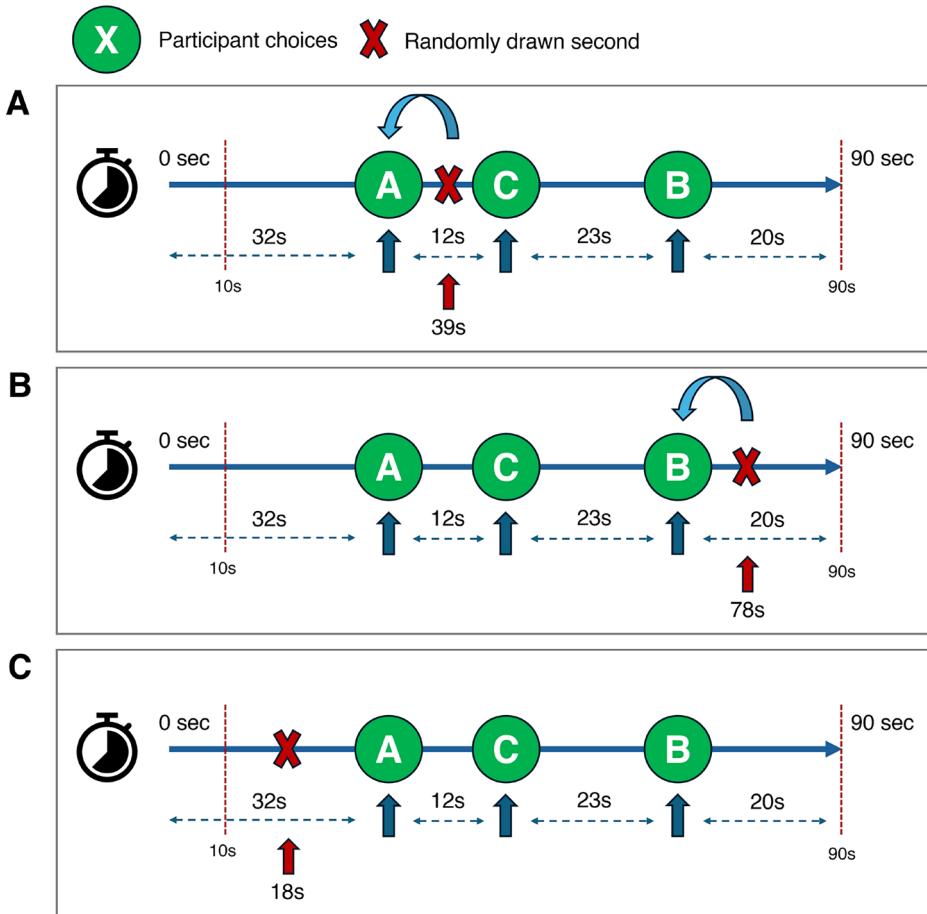 X Participant choices X Randomly drawn second
A
0 sec 90 sec
A X C B
32s 12s 23s 20s
10s 90s
39s
B
0 sec 90 sec
A C B X
32s 12s 23s 20s
10s 90s
78s
C
0 sec 90 sec
X A C B
32s 12s 23s 20s
10s 90s
18s